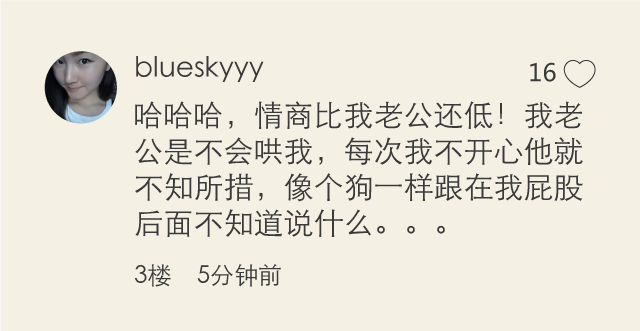 blueskyyy
16
哈哈哈，情商比我老公还低！我老
公是不会哄我，每次我不开心他就
不知所措，像个狗一样跟在我屁股
后面不知道说什么。。。
3楼 5分钟前